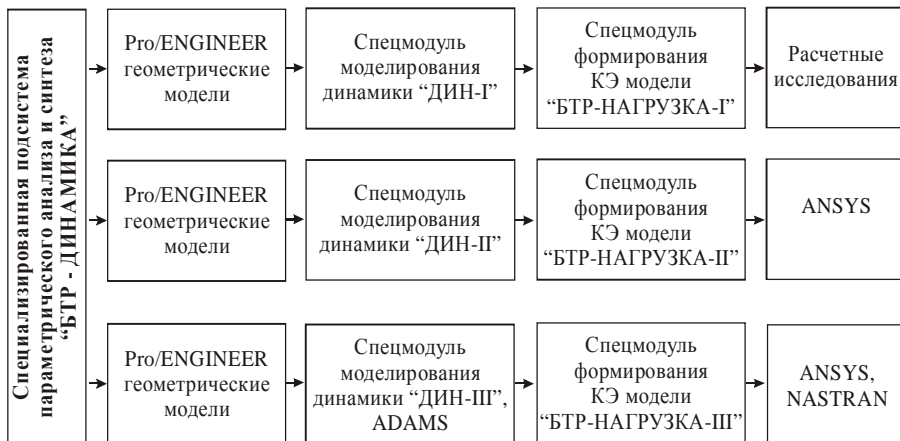 Специализированная подсистема
параметрического анализа и синтеза
“БТР - ДИНАМИКА”
Pro/ENGINEER
геометрические
модели
Спецмодуль
моделирования
динамики “ДИН-I”
Спецмодуль
формирования
КЭ модели
“БТР-НАГРУЗКА-I”
Расчетные
исследования
Pro/ENGINEER
геометрические
модели
Спецмодуль
моделирования
динамики “ДИН-II”
Спецмодуль
формирования
КЭ модели
“БТР-НАГРУЗКА-II”
ANSYS
Pro/ENGINEER
геометрические
модели
Спецмодуль
моделирования
динамики “ДИН-III”,
ADAMS
Спецмодуль
формирования
КЭ модели
“БТР-НАГРУЗКА-III”
ANSYS,
NASTRAN